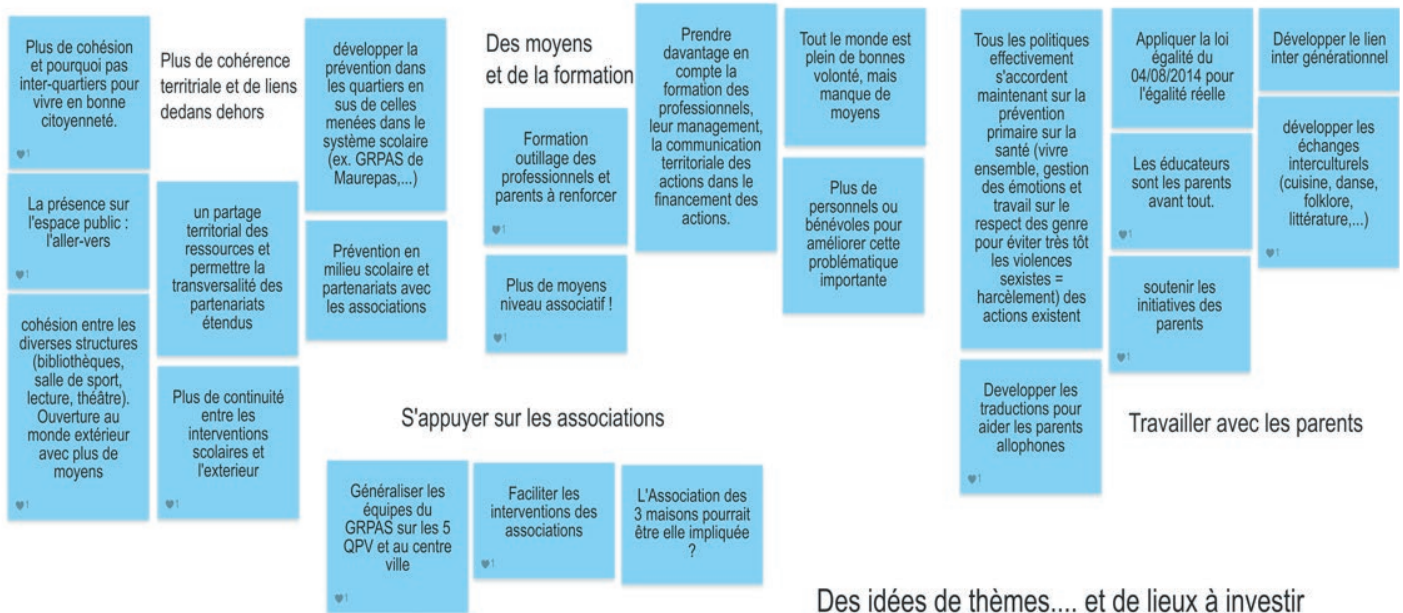 Plus de cohésion
et pourquoi pas
inter-quartiers pour
vivre en bonne
citoyenneté.
1
La présence sur
l'espace public :
l'aller-vers
1
cohésion entre les
diverses structures
(bibliothèques,
salle de sport,
lecture, théâtre).
Ouverture au
monde extérieur
avec plus de
moyens
1
Plus de cohérence
territriale et de liens
dedans dehors
un partage
territorial des
ressources et
permettre la
transversalité des
partenariats
étendus
Plus de continuité
entre les
interventions
scolaires et
l'exterieur
1
développer la
prévention dans
les quartiers en
sus de celles
menées dans le
système scolaire
(ex. GRPAS de
Maurepas,...)
Prévention en
milieu scolaire et
partenariats avec
les associations
Des moyens
et de la formation
Formation
outillage des
professionnels et
parents à renforcer
1
Plus de moyens
niveau associatif !
1
Prendre
davantage en
compte la
formation des
professionnels,
leur management,
la communication
territoriale des
actions dans le
financement des
actions.
Tout le monde est
plein de bonnes
volonté, mais
manque de
moyens
Plus de
personnels ou
bénévoles pour
améliorer cette
problématique
importante
S'appuyer sur les associations
Généraliser les
équipes du
GRPAS sur les 5
QPV et au centre
ville
1
Faciliter les
interventions des
associations
1
L'Association des
3 maisons pourrait
être elle impliquée
?
Tous les politiques
effectivement
s'accordent
maintenant sur la
prévention
primaire sur la
santé (vivre
ensemble, gestion
des émotions et
travail sur le
respect des genre
pour éviter très tôt
les violences
sexistes =
harcèlement) des
actions existent
Developper les
traductions pour
aider les parents
allophones
1
Appliquer la loi
égalité du
04/08/2014 pour
l'égalité réelle
Les éducateurs
sont les parents
avant tout.
1
soutenir les
initiatives des
parents
1
Développer le lien
inter générationnel
développer les
échanges
interculturels
(cuisine, danse,
folklore,
littérature,...)
1
Travailler avec les parents
Des idées de thèmes.... et de lieux à investir